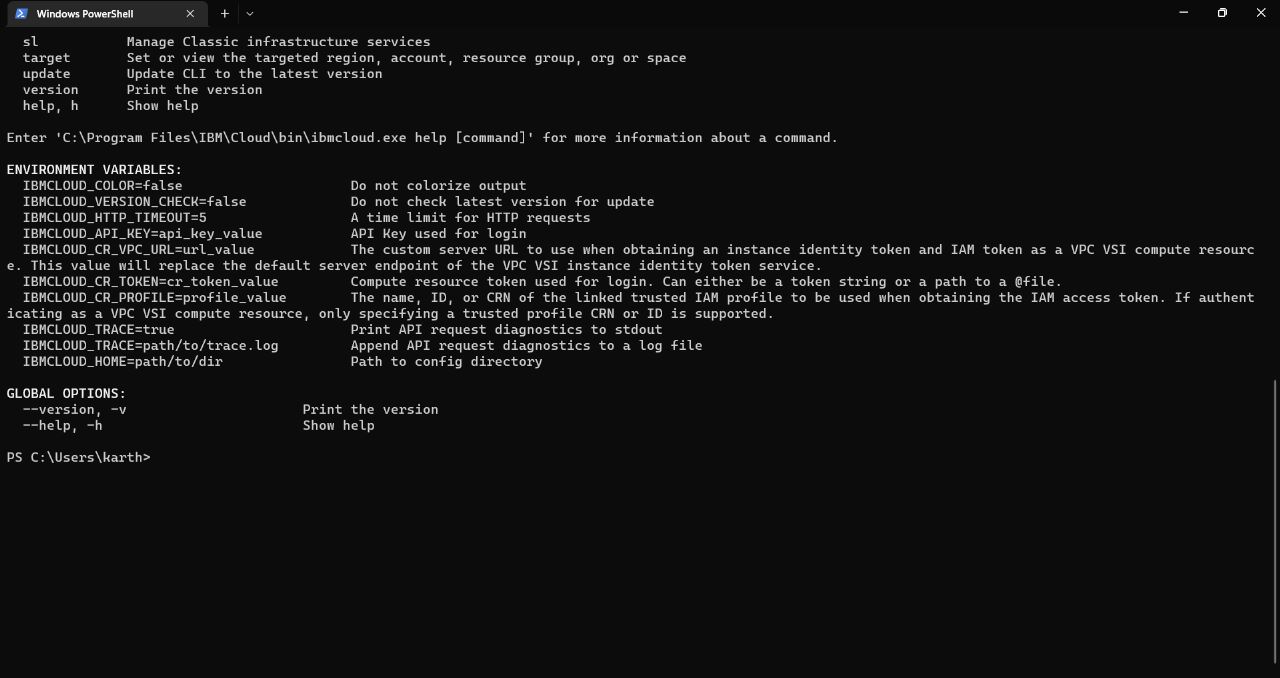 Windows PowerShell
sl Manage Classic infrastructure services
target Set or view the targeted region, account, resource group, org or space
update Update CLI to the latest version
version Print the version
help, h Show help
Enter 'C:\Program Files\IBM\Cloud\bin\ibmcloud.exe help [command]' for more information about a command.
ENVIRONMENT VARIABLES:
IBMCLOUD_COLOR=false Do not colorize output
IBMCLOUD_VERSION_CHECK=false Do not check latest version for update
IBMCLOUD_HTTP_TIMEOUT=5 A time limit for HTTP requests
IBMCLOUD_API_KEY=api_key_value API Key used for login
IBMCLOUD_CR_VPC_URL=url_value The custom server URL to use when obtaining an instance identity token and IAM token as a VPC VSI compute resourc
e. This value will replace the default server endpoint of the VPC VSI instance identity token service.
IBMCLOUD_CR_TOKEN=cr_token_value Compute resource token used for login. Can either be a token string or a path to a @file.
IBMCLOUD_CR_PROFILE=profile_value The name, ID, or CRN of the linked trusted IAM profile to be used when obtaining the IAM access token. If authent
icating as a VPC VSI compute resource, only specifying a trusted profile CRN or ID is supported.
IBMCLOUD_TRACE=true Print API request diagnostics to stdout
IBMCLOUD_TRACE=path/to/trace.log Append API request diagnostics to a log file
IBMCLOUD_HOME=path/to/dir Path to config directory
GLOBAL OPTIONS:
--version, -v Print the version
--help, -h Show help
PS C:\Users\karth>